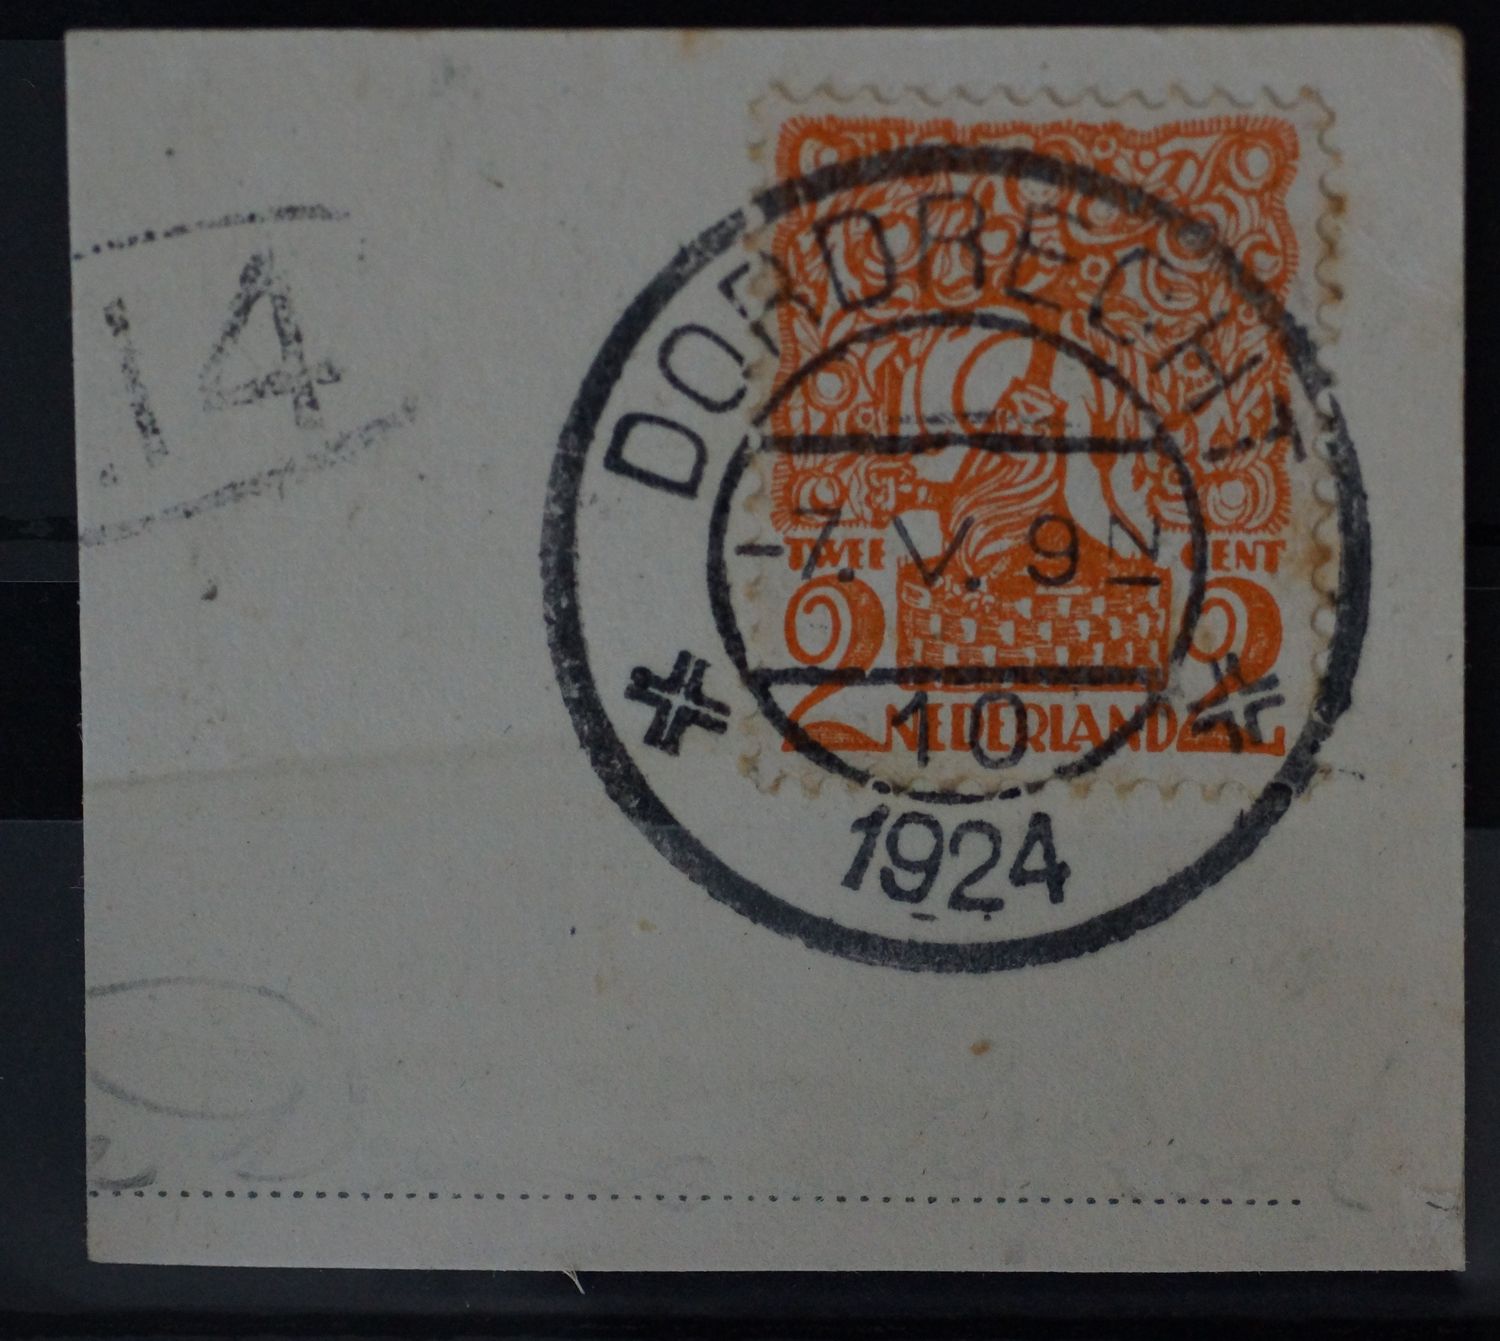 14
DORDRECHT
-7.V.9N
10
1924
TWEE CENT
2 2
NEDERLAND